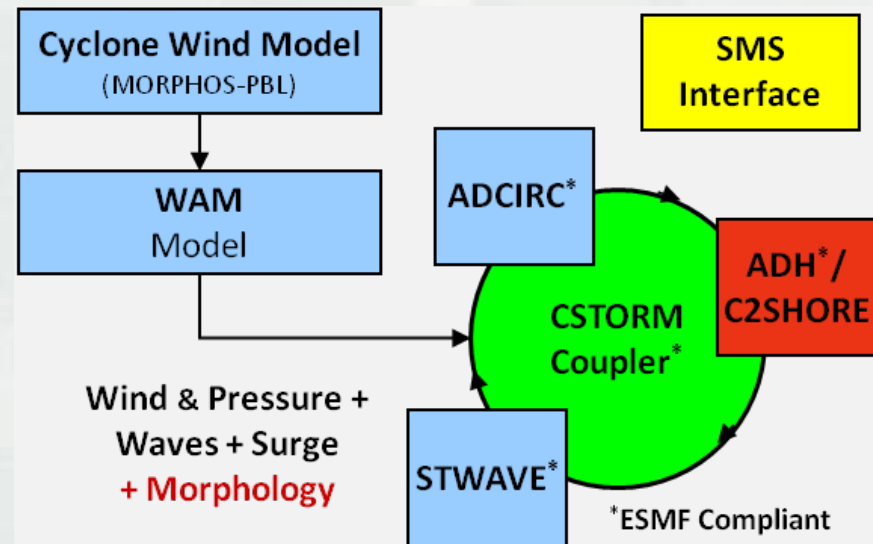 Cyclone Wind Model
(MORPHOS-PBL)
SMS
Interface
WAM
Model
ADCIRC*
ADH*/
C2SHORE
CSTORM
Coupler*
Wind & Pressure +
Waves + Surge
+ Morphology
STWAVE*
*ESMF Compliant